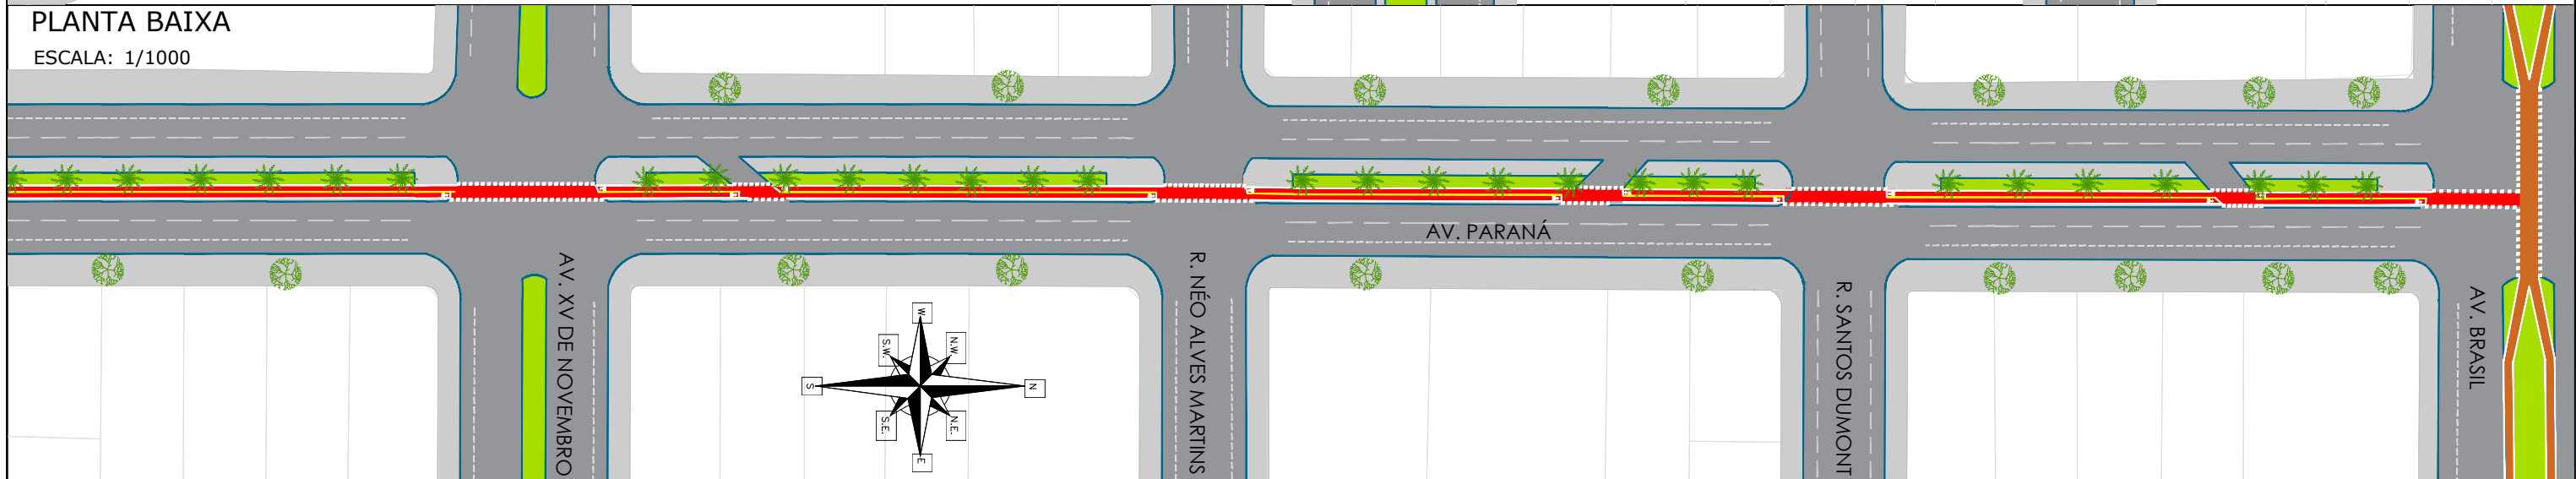 PLANTA BAIXA
ESCALA: 1/1000
AV. PARANÁ
AV. XV DE NOVEMBRO
R. NÉO ALVES MARTINS
R. SANTOS DUMONT
AV. BRASIL
W
S.W.
N.W.
S
N
S.E.
N.E.
E